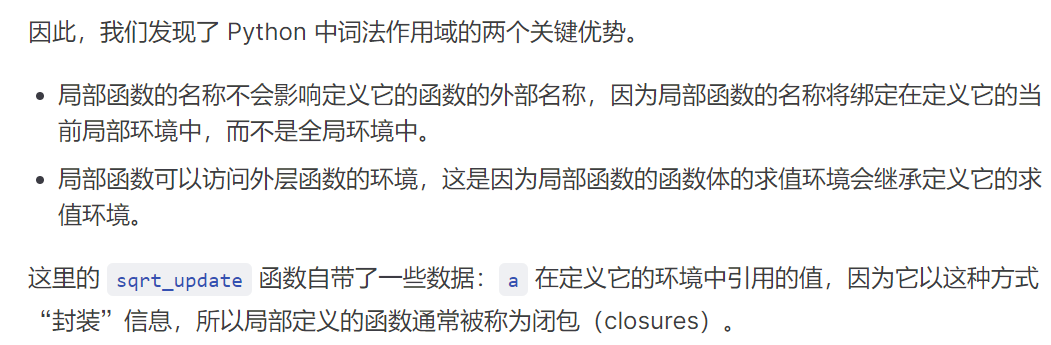 因此，我们发现了 Python 中词法作用域的两个关键优势。
• 局部函数的名称不会影响定义它的函数的外部名称，因为局部函数的名称将绑定在定义它的当
前局部环境中，而不是全局环境中。
• 局部函数可以访问外层函数的环境，这是因为局部函数的函数体的求值环境会继承定义它的求
值环境。
这里的 sqrt_update 函数自带了一些数据：a 在定义它的环境中引用的值，因为它以这种方式
“封装”信息，所以局部定义的函数通常被称为闭包（closures）。